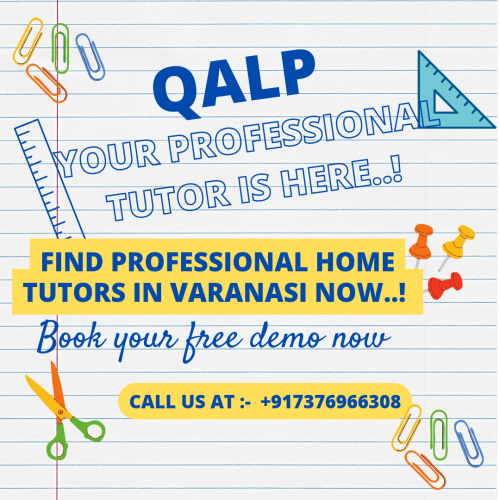 QALP
YOUR PROFESSIONAL
TUTOR IS HERE..!
FIND PROFESSIONAL HOME
TUTORS IN VARANASI NOW..!
Book your free demo now
CALL US AT :- +917376966308